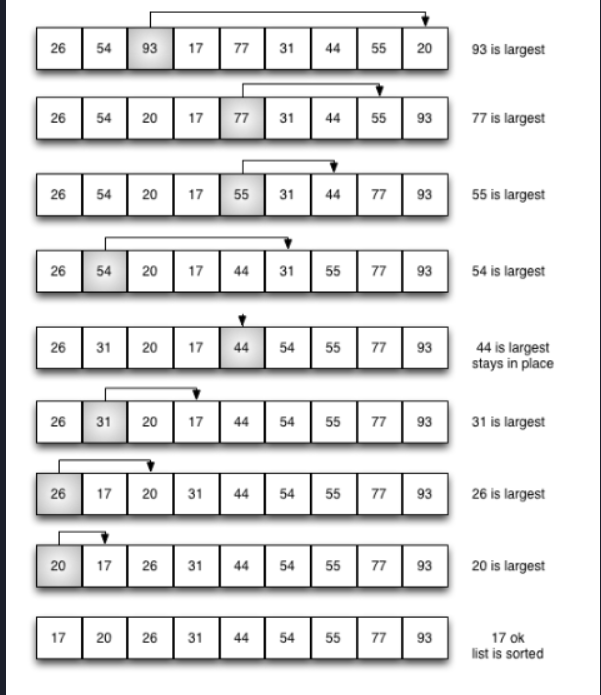 26 54 93 17 77 31 44 55 20 93 is largest
26 54 20 17 77 31 44 55 93 77 is largest
26 54 20 17 55 31 44 77 93 55 is largest
26 54 20 17 44 31 55 77 93 54 is largest
26 31 20 17 44 54 55 77 93 44 is largest
stays in place
26 31 20 17 44 54 55 77 93 31 is largest
26 17 20 31 44 54 55 77 93 26 is largest
20 17 26 31 44 54 55 77 93 20 is largest
17 20 26 31 44 54 55 77 93 17 ok
list is sorted